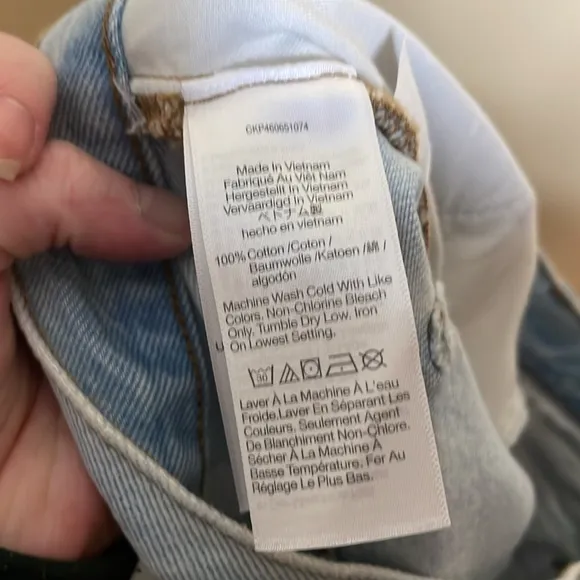 CKP460651074
Made In Vietnam
Fabriqué Au Việt Nam
Hergestellt In Vietnam
Vervaardigd In Vietnam
ベトナム製
hecho en vietnam
100% Cotton /Coton /
Baumwolle /Katoen /綿 /
algodón
Machine Wash Cold With Like
Colors. Non-Chlorine Bleach
Only. Tumble Dry Low. Iron
On Lowest Setting.
30
Laver À La Machine À L'eau
Froide.Laver En Séparant Les
Couleurs. Seulement Agent
De Blanchiment Non-Chlore.
Sécher À La Machine À
Basse Température. Fer Au
Réglage Le Plus Bas.